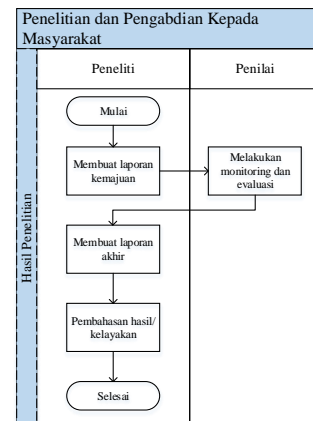 Penelitian dan Pengabdian Kepada
Masyarakat
Peneliti
Penilai
Hasil Penelitian
Mulai
Membuat laporan
kemajuan
Melakukan
monitoring dan
evaluasi
Membuat laporan
akhir
Pembahasan hasil/
kelayakan
Selesai